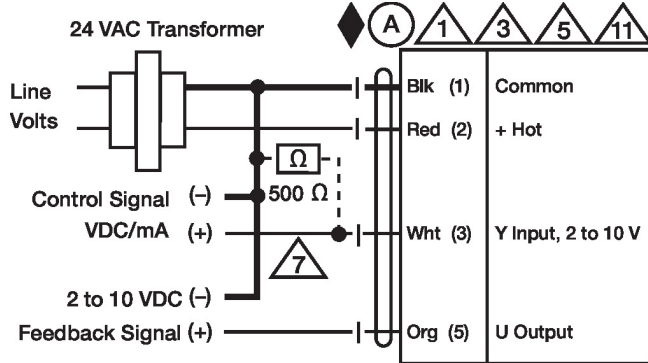 24 VAC Transformer
A 1 3 5 11
Line
Volts
Blk (1) Common
Red (2) + Hot
Ω
500 Ω
Control Signal (-)
VDC/mA (+)
Wht (3) Y Input, 2 to 10 V
7
2 to 10 VDC (-)
Feedback Signal (+)
Org (5) U Output